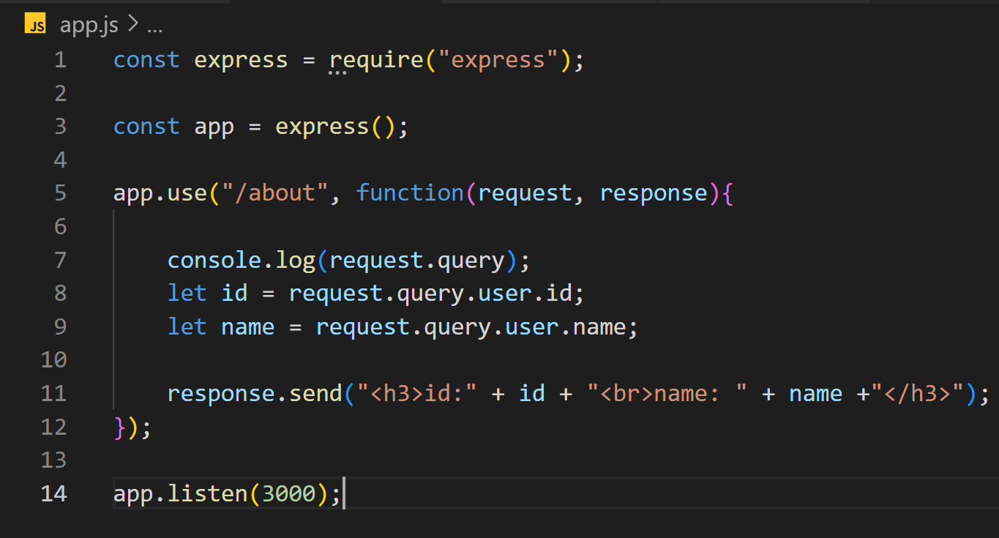 JS app.js > ...
1 const express = require("express");
2
3 const app = express();
4
5 app.use("/about", function(request, response){
6
7     console.log(request.query);
8     let id = request.query.user.id;
9     let name = request.query.user.name;
10
11     response.send("<h3>id:" + id + "<br>name: " + name +"</h3>");
12 });
13
14 app.listen(3000);